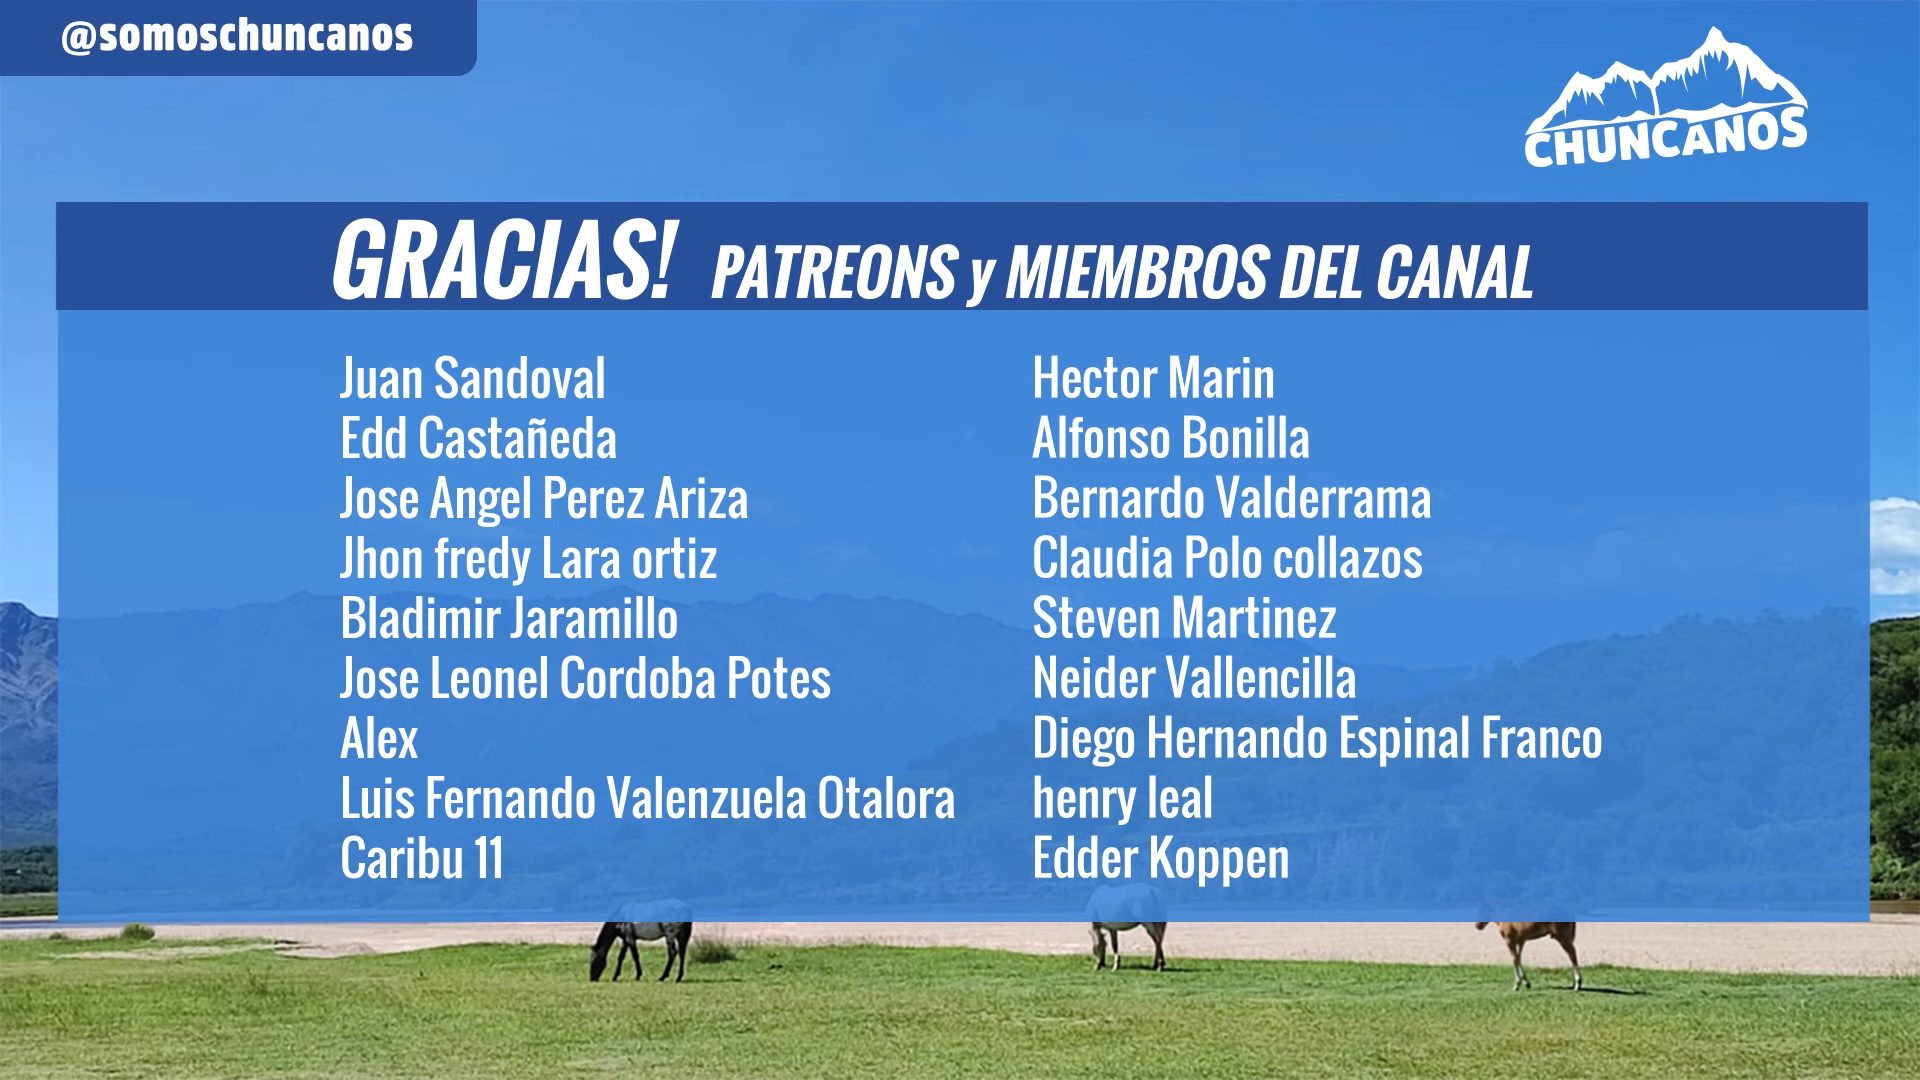 @somoschuncanos
CHUNCANOS
GRACIAS! PATREONS y MIEMBROS DEL CANAL
Juan Sandoval
Edd Castañeda
Jose Angel Perez Ariza
Jhon fredy Lara ortiz
Bladimir Jaramillo
Jose Leonel Cordoba Potes
Alex
Luis Fernando Valenzuela Otalora
Caribu 11
Hector Marin
Alfonso Bonilla
Bernardo Valderrama
Claudia Polo collazos
Steven Martinez
Neider Vallencilla
Diego Hernando Espinal Franco
henry leal
Edder Koppen